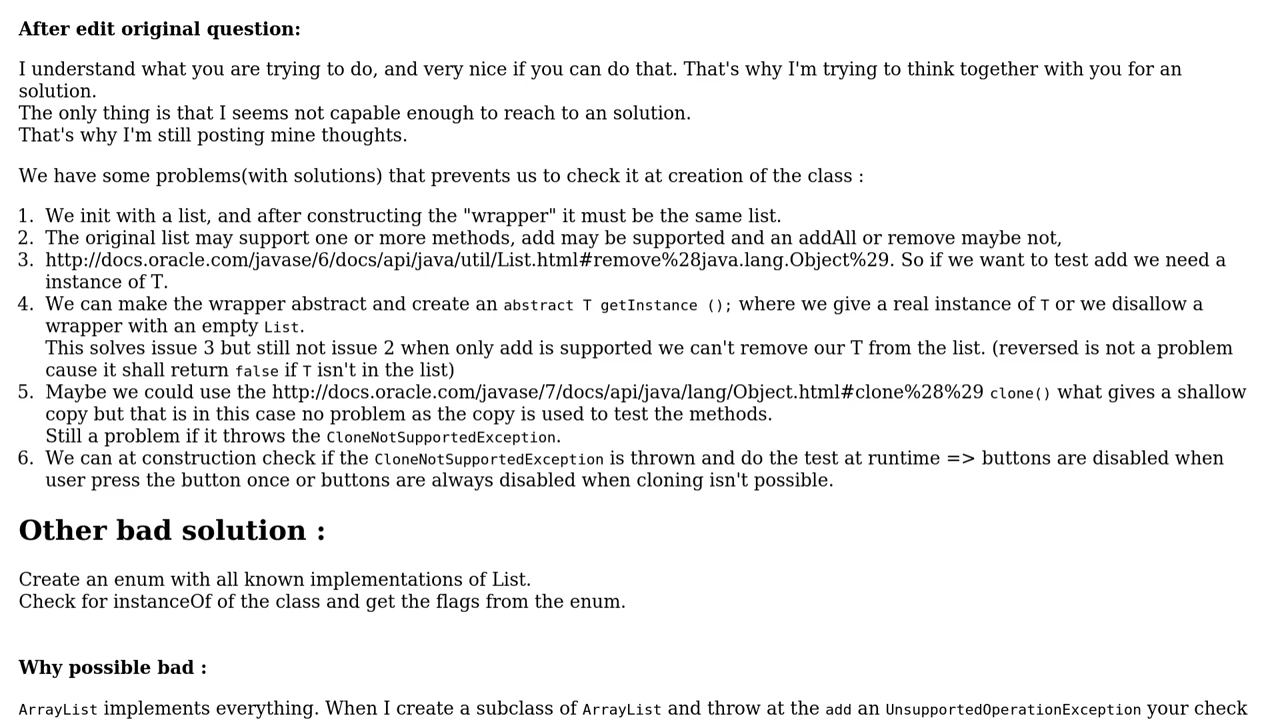 After edit original question:
I understand what you are trying to do, and very nice if you can do that. That's why I'm trying to think together with you for an
solution.
The only thing is that I seems not capable enough to reach to an solution.
That's why I'm still posting mine thoughts.
We have some problems(with solutions) that prevents us to check it at creation of the class :
1. We init with a list, and after constructing the "wrapper" it must be the same list.
2. The original list may support one or more methods, add may be supported and an addAll or remove maybe not,
3. http://docs.oracle.com/javase/6/docs/api/java/util/List.html#remove%28java.lang.Object%29. So if we want to test add we need a
instance of T.
4. We can make the wrapper abstract and create an abstract T getInstance (); where we give a real instance of T or we disallow a
wrapper with an empty List.
This solves issue 3 but still not issue 2 when only add is supported we can't remove our T from the list. (reversed is not a problem
cause it shall return false if T isn't in the list)
5. Maybe we could use the http://docs.oracle.com/javase/7/docs/api/java/lang/Object.html#clone%28%29 clone() what gives a shallow
copy but that is in this case no problem as the copy is used to test the methods.
Still a problem if it throws the CloneNotSupportedException.
6. We can at construction check if the CloneNotSupportedException is thrown and do the test at runtime => buttons are disabled when
user press the button once or buttons are always disabled when cloning isn't possible.
Other bad solution :
Create an enum with all known implementations of List.
Check for instanceOf of the class and get the flags from the enum.
Why possible bad :
ArrayList implements everything. When I create a subclass of ArrayList and throw at the add an UnsupportedOperationException your check